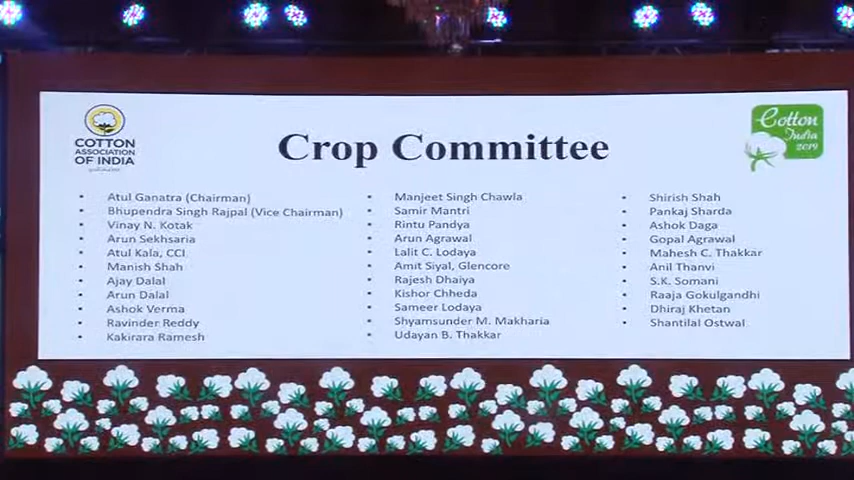 COTTON
ASSOCIATION
OF INDIA
Cotton
India
2019
Crop Committee
• Atul Ganatra (Chairman)
• Bhupendra Singh Rajpal (Vice Chairman)
• Vinay N. Kotak
• Arun Sekhsaria
• Atul Kala, CCI
• Manish Shah
• Ajay Dalal
• Arun Dalal
• Ashok Verma
• Ravinder Reddy
• Kakirara Ramesh
• Manjeet Singh Chawla
• Samir Mantri
• Rintu Pandya
• Arun Agrawal
• Lalit C. Lodaya
• Amit Siyal, Glencore
• Rajesh Dhaiya
• Kishor Chheda
• Sameer Lodaya
• Shyamsunder M. Makharia
• Udayan B. Thakkar
• Shirish Shah
• Pankaj Sharda
• Ashok Daga
• Gopal Agrawal
• Mahesh C. Thakkar
• Anil Thanvi
• S.K. Somani
• Raaja Gokulgandhi
• Dhiraj Khetan
• Shantilal Ostwal